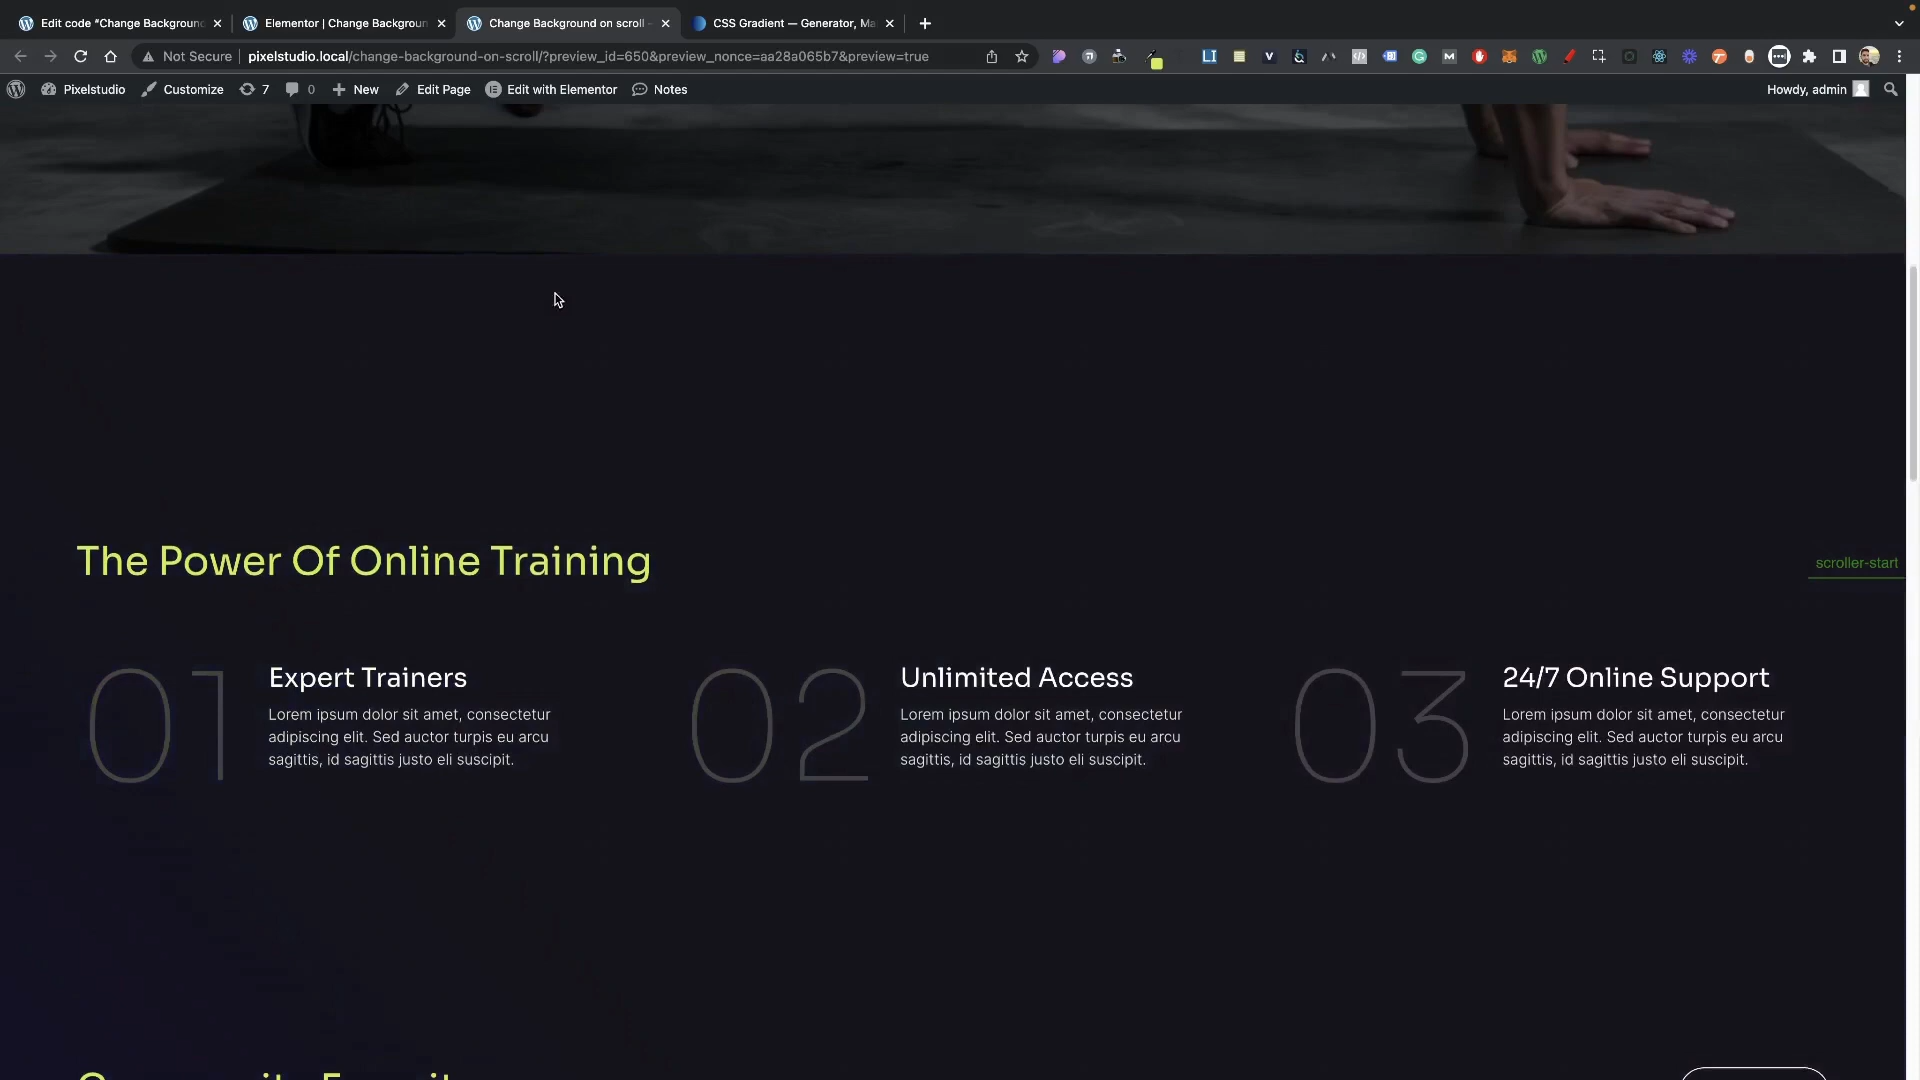 Edit code "Change Background
Elementor | Change Backgroun
Change Background on scroll -
CSS Gradient — Generator, Ma
Not Secure
pixelstudio.local/change-background-on-scroll/?preview_id=650&preview_nonce=aa28a065b7&preview=true
Pixelstudio
Customize
7
0
New
Edit Page
Edit with Elementor
Notes
Howdy, admin
The Power Of Online Training
scroller-start
01
Expert Trainers
Lorem ipsum dolor sit amet, consectetur
adipiscing elit. Sed auctor turpis eu arcu
sagittis, id sagittis justo eli suscipit.
02
Unlimited Access
Lorem ipsum dolor sit amet, consectetur
adipiscing elit. Sed auctor turpis eu arcu
sagittis, id sagittis justo eli suscipit.
03
24/7 Online Support
Lorem ipsum dolor sit amet, consectetur
adipiscing elit. Sed auctor turpis eu arcu
sagittis, id sagittis justo eli suscipit.